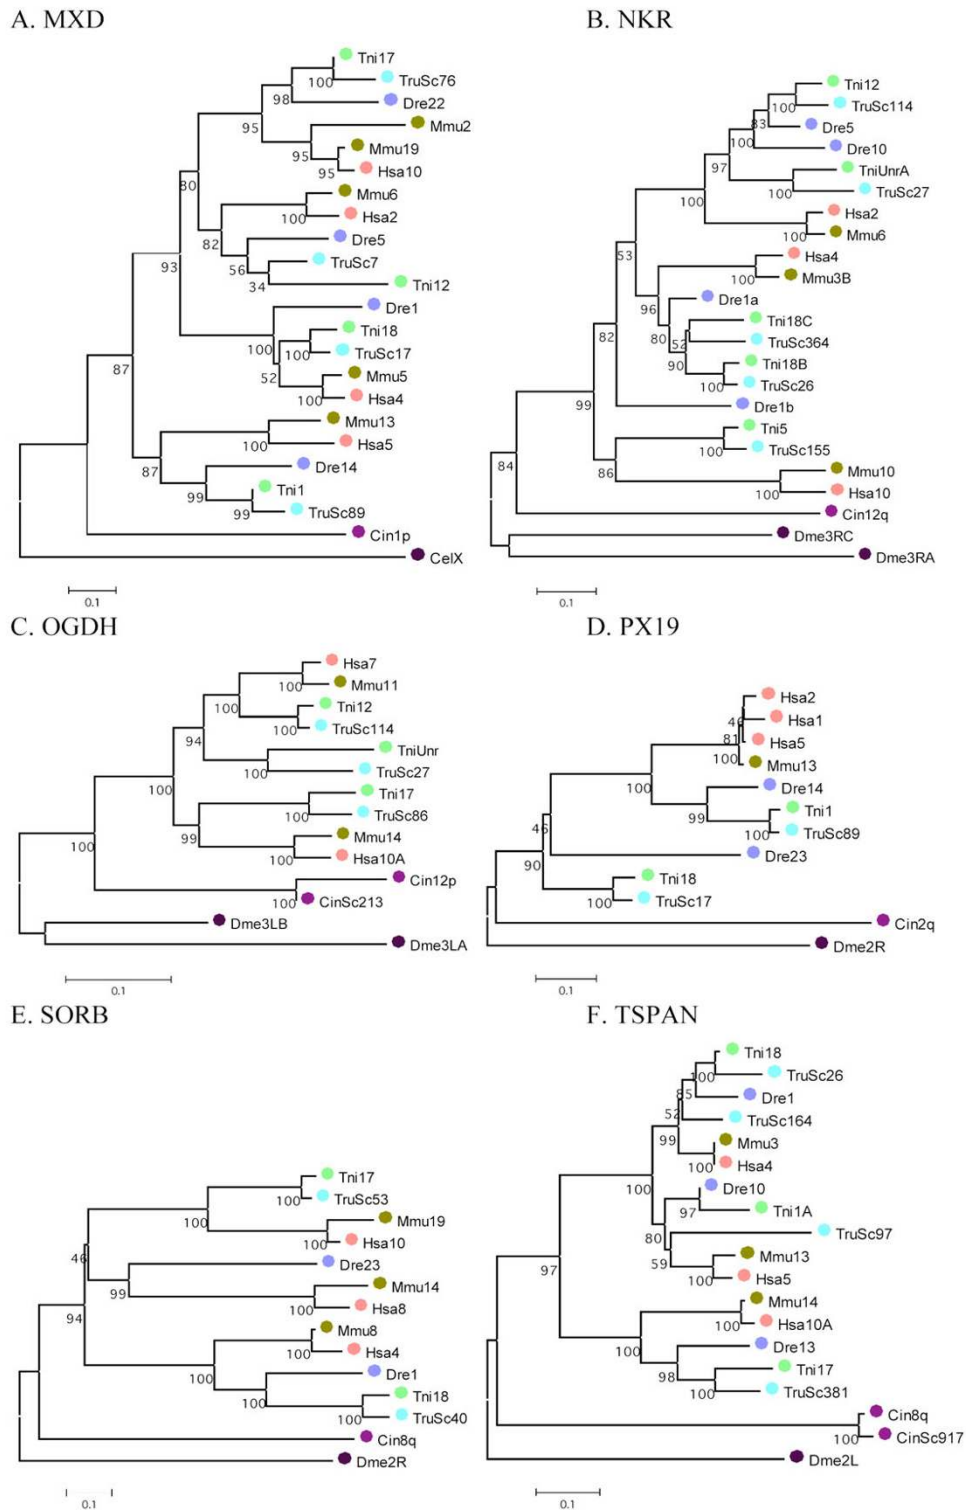 A. MXD
Tni17
TruSc76
100
Dre22
98
Mmu2
95
Mmu19
95
Hsa10
95
80
Mmu6
Hsa2
100
82
Dre5
TruSc7
56
Tni12
34
93
Dre1
Tni18
TruSc17
100
100
Mmu5
52
Hsa4
100
87
Mmu13
Hsa5
100
87
Dre14
Tni1
99
TruSc89
99
Cin1p
CelX
0.1
B. NKR
Tni12
TruSc114
100
83
Dre5
100
Dre10
97
TniUnrA
TruSc27
100
100
Hsa2
Mmu6
100
53
Hsa4
Mmu3B
100
96
Dre1a
Tni18C
80
TruSc364
52
90
Tni18B
TruSc26
100
82
Dre1b
99
Tni5
TruSc155
100
86
Mmu10
Hsa10
100
84
Cin12q
Dme3RC
Dme3RA
0.1
C. OGDH
Hsa7
Mmu11
100
100
Tni12
TruSc114
100
94
TniUnr
TruSc27
100
100
Tni17
TruSc86
100
99
Mmu14
Hsa10A
100
100
Cin12p
CinSc213
100
Dme3LB
Dme3LA
0.1
D. PX19
Hsa2
46
Hsa1
81
Hsa5
100
Mmu13
100
Dre14
99
Tni1
TruSc89
100
46
Dre23
90
Tni18
TruSc17
100
Cin2q
Dme2R
0.1
E. SORB
Tni17
TruSc53
100
100
Mmu19
Hsa10
100
46
Dre23
99
Mmu14
Hsa8
100
94
Mmu8
Hsa4
100
100
Dre1
100
Tni18
TruSc40
100
Cin8q
Dme2R
0.1
F. TSPAN
Tni18
TruSc26
100
85
Dre1
52
TruSc164
99
Mmu3
Hsa4
100
100
Dre10
Tni1A
97
80
TruSc97
59
Mmu13
Hsa5
100
97
Mmu14
Hsa10A
100
100
Dre13
98
Tni17
TruSc381
100
Cin8q
CinSc917
100
Dme2L
0.1